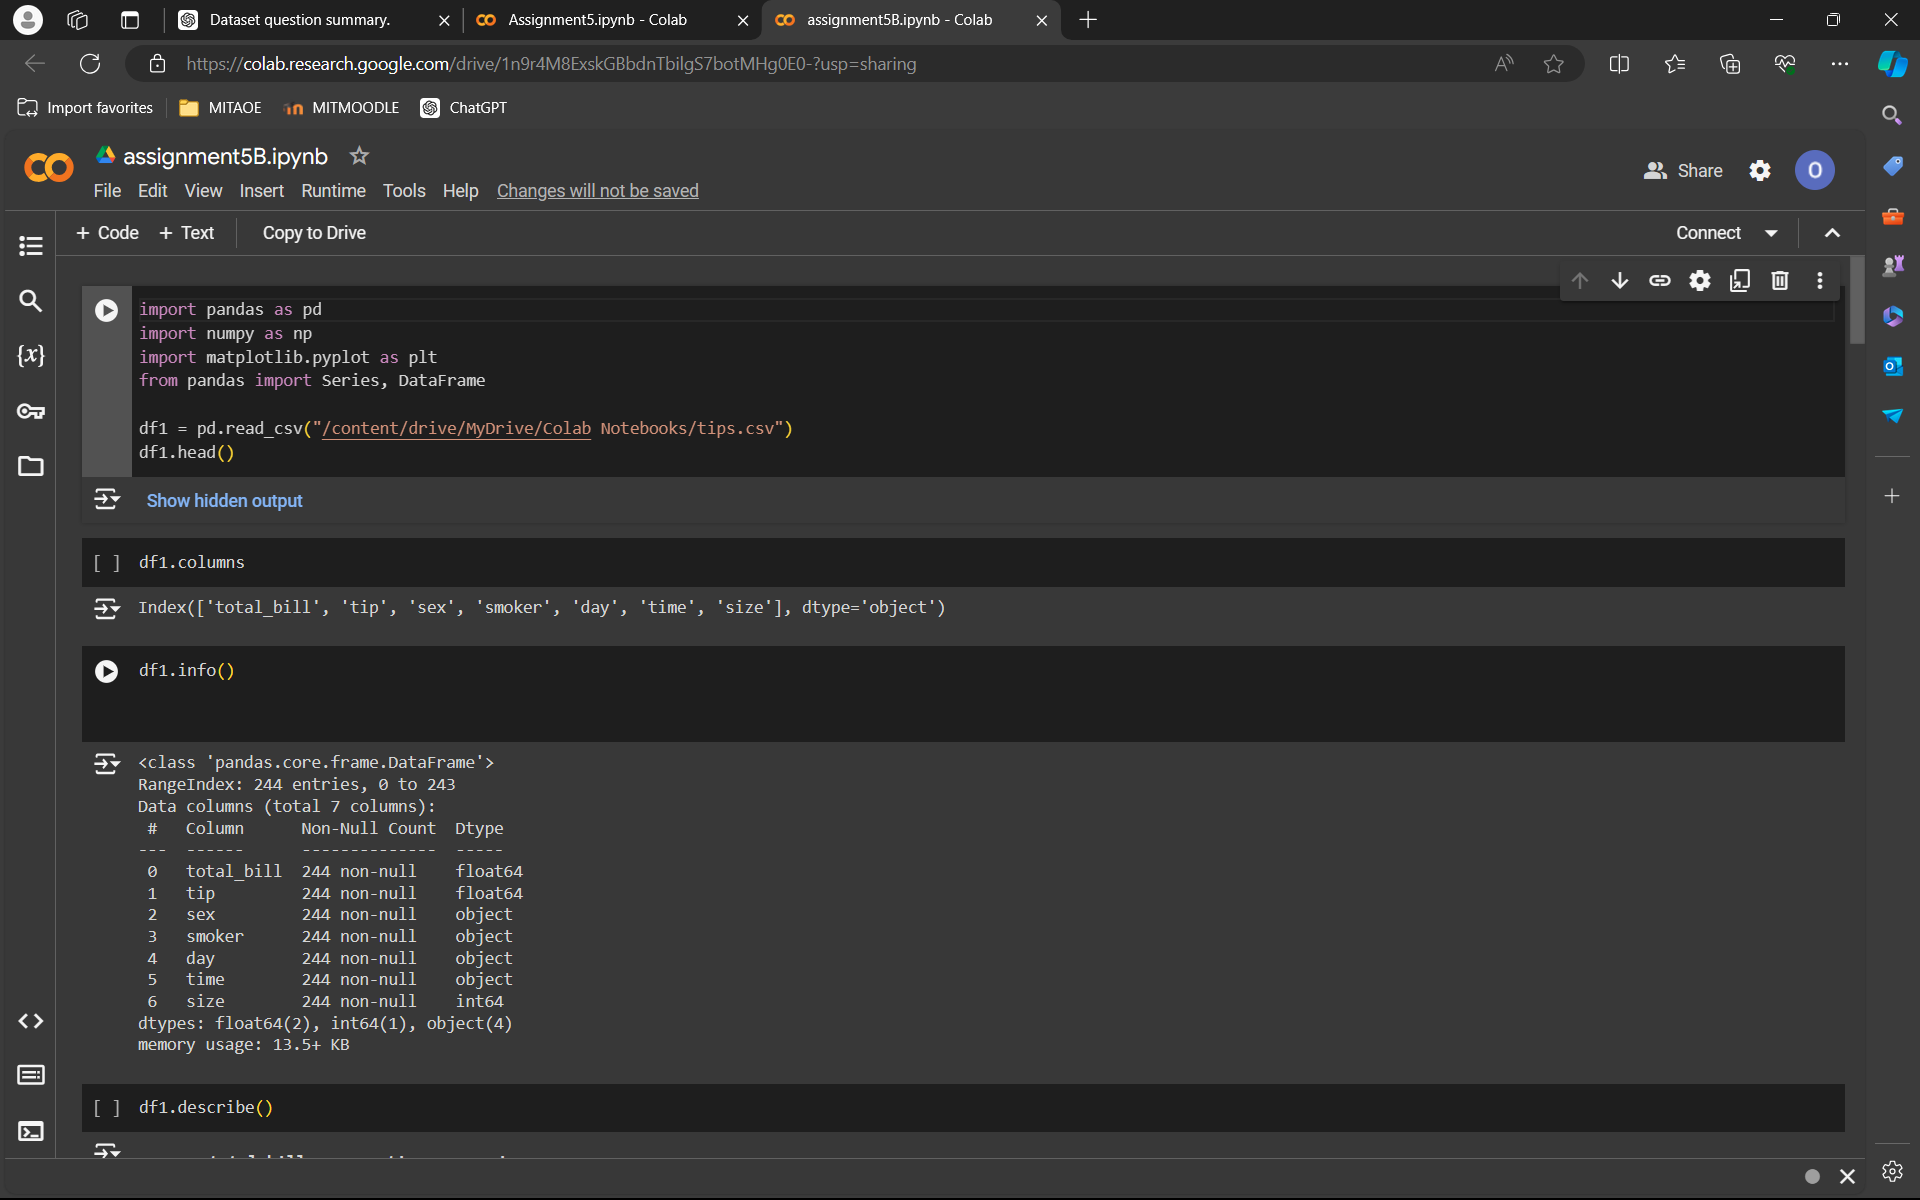 Dataset question summary.
Assignment5.ipynb - Colab
assignment5B.ipynb - Colab
https://colab.research.google.com/drive/1n9r4M8ExskGBbdnTbilgS7botMHg0E0-?usp=sharing
Import favorites
MITAOE
MITMOODLE
ChatGPT
assignment5B.ipynb
Share
O
File Edit View Insert Runtime Tools Help Changes will not be saved
+ Code + Text Copy to Drive
Connect
import pandas as pd
import numpy as np
import matplotlib.pyplot as plt
from pandas import Series, DataFrame
df1 = pd.read_csv("/content/drive/MyDrive/Colab Notebooks/tips.csv")
df1.head()
Show hidden output
[ ] df1.columns
Index(['total_bill', 'tip', 'sex', 'smoker', 'day', 'time', 'size'], dtype='object')
df1.info()
<class 'pandas.core.frame.DataFrame'>
RangeIndex: 244 entries, 0 to 243
Data columns (total 7 columns):
 #   Column      Non-Null Count  Dtype
---  ------      --------------  -----
 0   total_bill  244 non-null    float64
 1   tip         244 non-null    float64
 2   sex         244 non-null    object
 3   smoker      244 non-null    object
 4   day         244 non-null    object
 5   time        244 non-null    object
 6   size        244 non-null    int64
dtypes: float64(2), int64(1), object(4)
memory usage: 13.5+ KB
[ ] df1.describe()